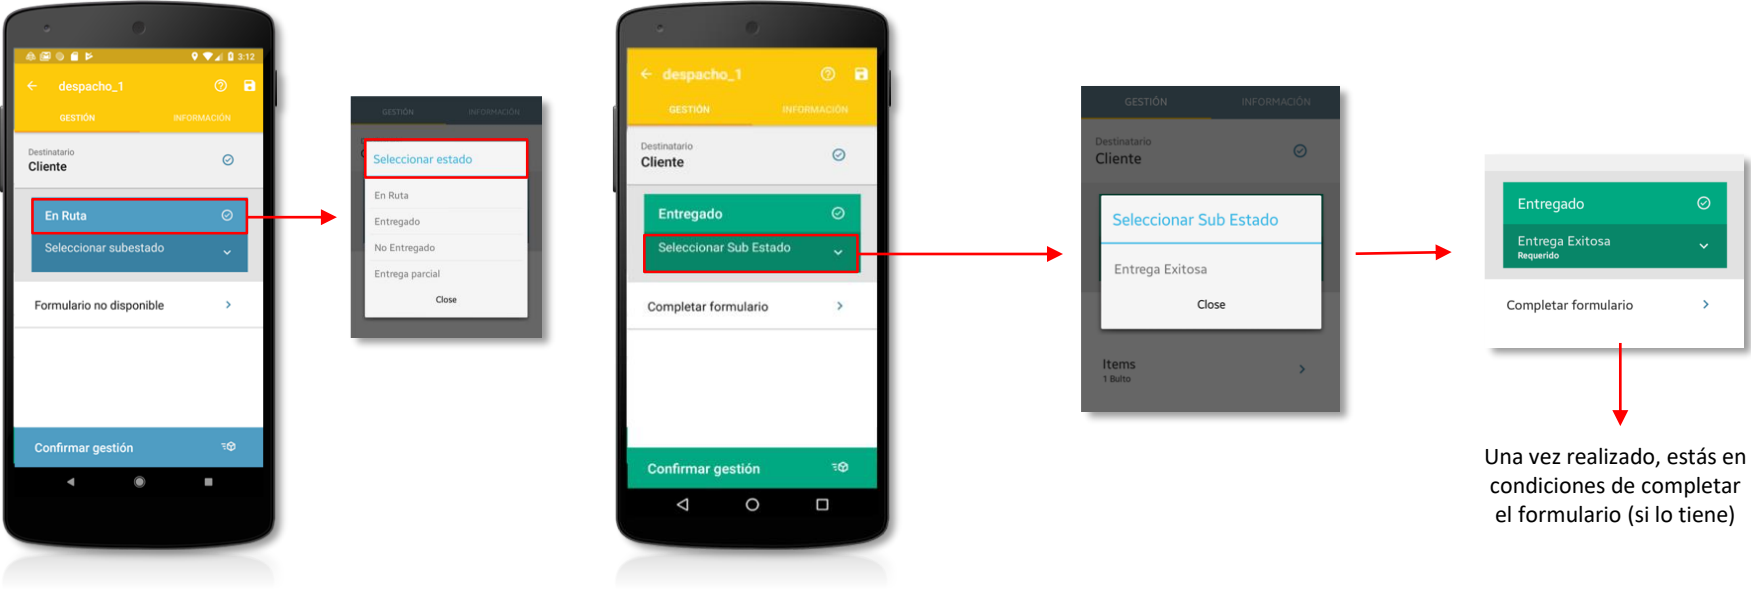 3:12
despacho_1
GESTIÓN
INFORMACIÓN
Destinatario
Cliente
En Ruta
Seleccionar subestado
Formulario no disponible
Confirmar gestión
GESTIÓN
INFORMACIÓN
Seleccionar estado
En Ruta
Entregado
No Entregado
Entrega parcial
Close
despacho_1
GESTIÓN
INFORMACIÓN
Destinatario
Cliente
Entregado
Seleccionar Sub Estado
Completar formulario
Confirmar gestión
GESTIÓN
INFORMACIÓN
Destinatario
Cliente
Seleccionar Sub Estado
Entrega Exitosa
Close
Items
1 Bulto
Entregado
Entrega Exitosa
Requerido
Completar formulario
Una vez realizado, estás en
condiciones de completar
el formulario (si lo tiene)